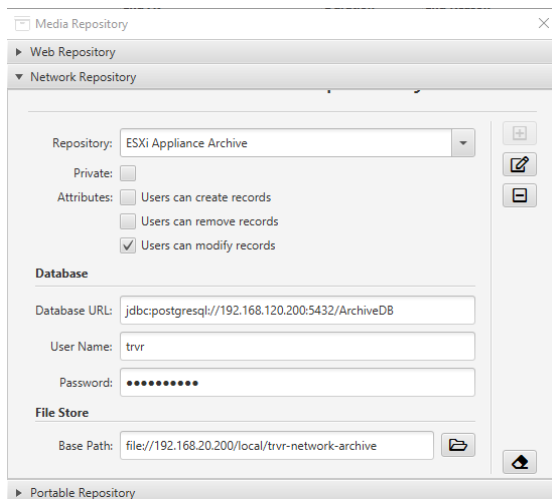 Media Repository
Web Repository
Network Repository
Repository: ESXi Appliance Archive
Private:
Attributes: Users can create records
Users can remove records
Users can modify records
Database
Database URL: jdbc:postgresql://192.168.120.200:5432/ArchiveDB
User Name: trvr
Password: ●●●●●●●●●●
File Store
Base Path: file://192.168.20.200/local/trvr-network-archive
Portable Repository